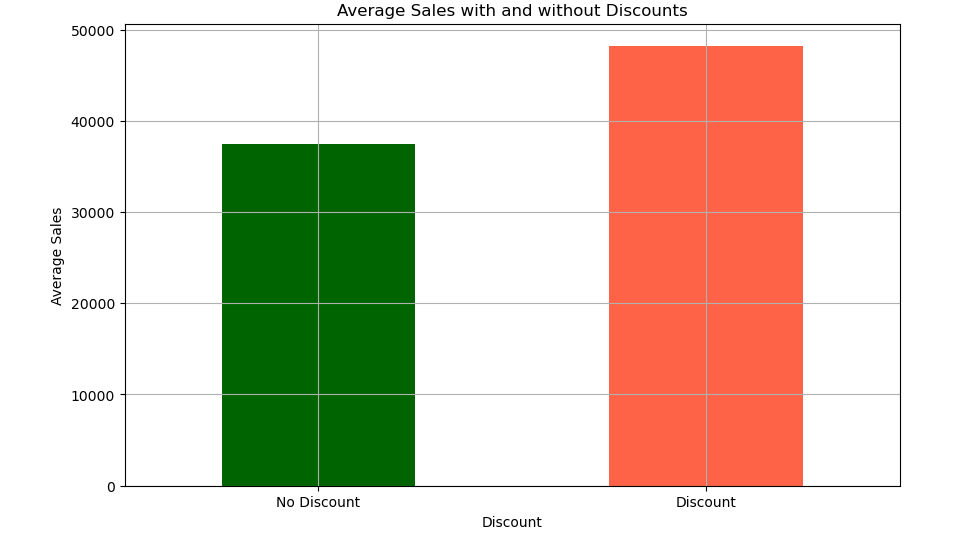 Average Sales with and without Discounts
Average Sales
50000
40000
30000
20000
10000
0
No Discount Discount
Discount